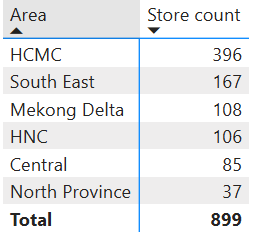 Area Store count
HCMC 396
South East 167
Mekong Delta 108
HNC 106
Central 85
North Province 37
Total 899